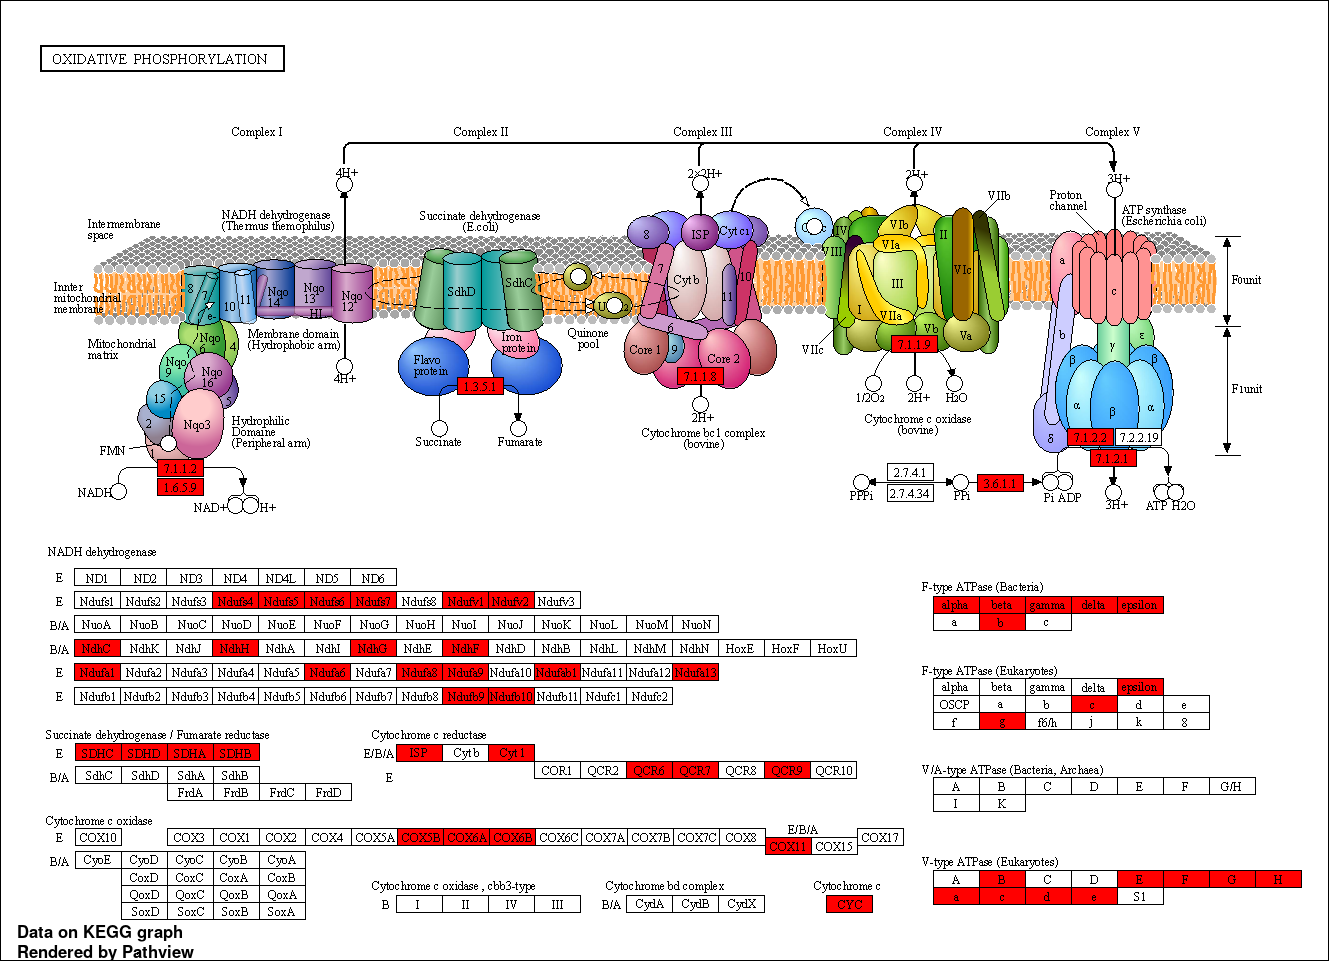 OXIDATIVE PHOSPHORYLATION
Complex I Complex II Complex III Complex IV Complex V
4H+ 2×2H+ 2H+ 3H+
Intermembrane
space
NADH dehydrogenase
(Thermus themophilus)
Succinate dehydrogenase
(E.coli)
8 ISP Cyt c1
IV VIb II VIIb
Proton
channel
ATP synthase
(Escherichia coli)
VIII VIa
Innter
mitochondrial
membrane
8 7 10 11 Nqo 14 Nqo 13 Nqo 12
e-
SdhD SdhC
7 Cyt b 10 11
III VIc
a c
F0unit
Membrane domain
(Hydrophobic arm)
Quinone
pool
6
I VIIa Vb Va
VIIc
b γ ε
Mitochondrial
matrix
Nqo 6 4
Nqo 9
Nqo 16
15 5
2 Nqo3
1
Flavo
protein
Iron
protein
Core 1 9 Core 2
7.1.1.9
β β
α β α
δ
F1unit
4H+
1.3.5.1
7.1.1.8
1/2O2 2H+ H2O
Hydrophilic
Domaine
(Peripheral arm)
Succinate Fumarate
2H+
Cytochrome bc1 complex
(bovine)
Cytochrome c oxidase
(bovine)
FMN
7.1.1.2
1.6.5.9
7.1.2.2 7.2.2.19
7.1.2.1
NADH NAD+ H+
PPPi 2.7.4.1 PPi 3.6.1.1 Pi ADP
2.7.4.34
3H+ ATP H2O
NADH dehydrogenase
E ND1 ND2 ND3 ND4 ND4L ND5 ND6
E Ndufs1 Ndufs2 Ndufs3 Ndufs4 Ndufs5 Ndufs6 Ndufs7 Ndufs8 Ndufv1 Ndufv2 Ndufv3
B/A NuoA NuoB NuoC NuoD NuoE NuoF NuoG NuoH NuoI NuoJ NuoK NuoL NuoM NuoN
B/A NdhC NdhK NdhJ NdhH NdhA NdhI NdhG NdhE NdhF NdhD NdhB NdhL NdhM NdhN HoxE HoxF HoxU
E Ndufa1 Ndufa2 Ndufa3 Ndufa4 Ndufa5 Ndufa6 Ndufa7 Ndufa8 Ndufa9 Ndufa10 Ndufab1 Ndufa11 Ndufa12 Ndufa13
E Ndufb1 Ndufb2 Ndufb3 Ndufb4 Ndufb5 Ndufb6 Ndufb7 Ndufb8 Ndufb9 Ndufb10 Ndufb11 Ndufc1 Ndufc2
Succinate dehydrogenase / Fumarate reductase
E SDHC SDHD SDHA SDHB
B/A SdhC SdhD SdhA SdhB
FrdA FrdB FrdC FrdD
Cytochrome c reductase
E/B/A ISP Cyt b Cyt1
E COR1 QCR2 QCR6 QCR7 QCR8 QCR9 QCR10
Cytochrome c oxidase
E COX10 COX3 COX1 COX2 COX4 COX5A COX5B COX6A COX6B COX6C COX7A COX7B COX7C COX8
E/B/A
COX11 COX15
COX17
B/A CyoE CyoD CyoC CyoB CyoA
CoxD CoxC CoxA CoxB
QoxD QoxC QoxB QoxA
SoxD SoxC SoxB SoxA
Cytochrome c oxidase , cbb3-type
B I II IV III
Cytochrome bd complex
B/A CydA CydB CydX
Cytochrome c
CYC
F-type ATPase (Bacteria)
alpha beta gamma delta epsilon
a b c
F-type ATPase (Eukaryotes)
alpha beta gamma delta epsilon
OSCP a b c d e
f g f6/h j k 8
V/A-type ATPase (Bacteria, Archaea)
A B C D E F G/H
I K
V-type ATPase (Eukaryotes)
A B C D E F G H
a c d e S1
Data on KEGG graph
Rendered by Pathview